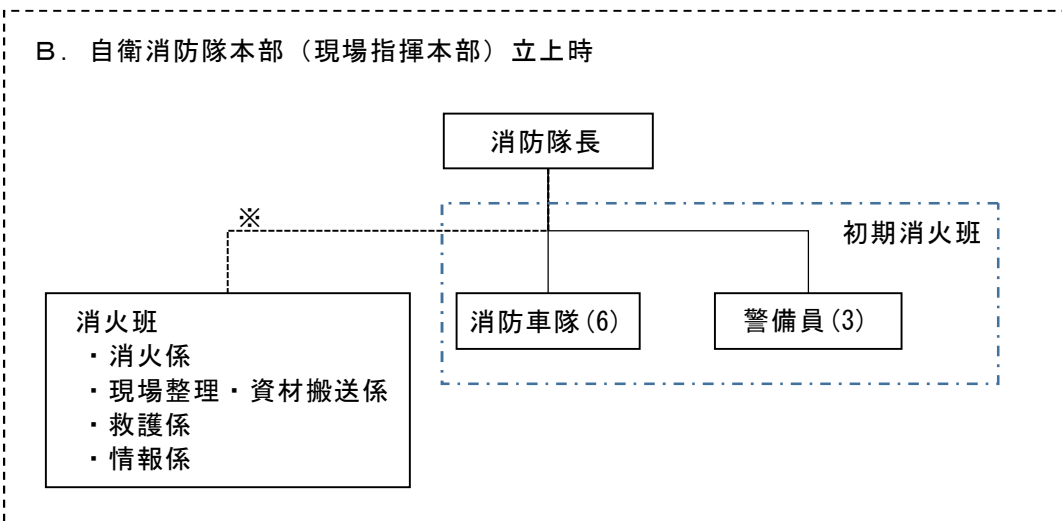 Ｂ．自衛消防隊本部（現場指揮本部）立上時
消防隊長
※
初期消火班
消火班
・消火係
・現場整理・資材搬送係
・救護係
・情報係
消防車隊(6)
警備員(3)